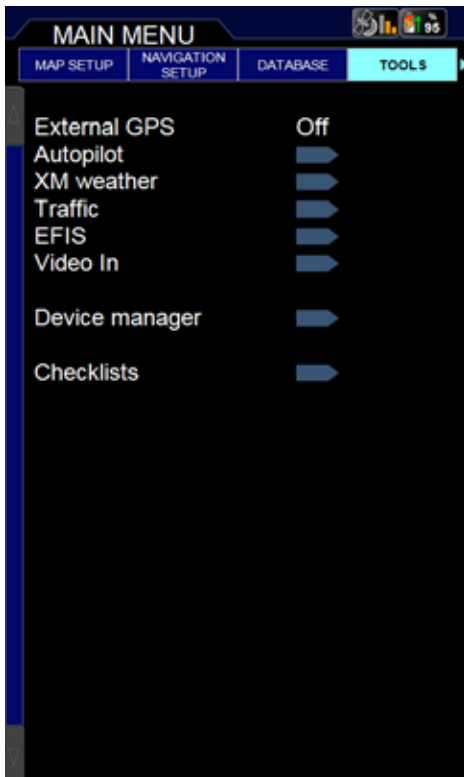 MAIN MENU
95
MAP SETUP NAVIGATION SETUP DATABASE TOOLS
External GPS Off
Autopilot
XM weather
Traffic
EFIS
Video In
Device manager
Checklists